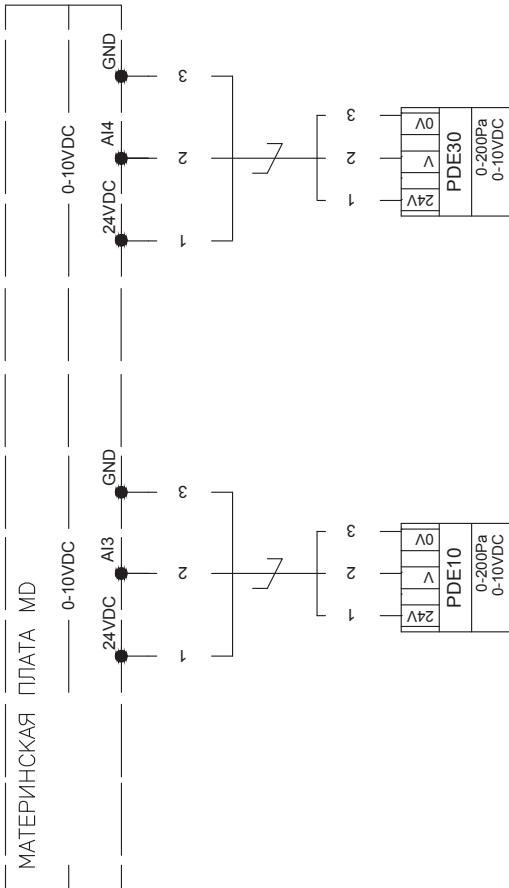 МАТЕРИНСКАЯ ПЛАТА MD
0-10VDC
0-10VDC
24VDC
AI3
GND
24VDC
AI4
GND
1
2
3
1
2
3
1
2
3
1
2
3
24V
V
0V
24V
V
0V
PDE10
PDE30
0-200Pa
0-10VDC
0-200Pa
0-10VDC